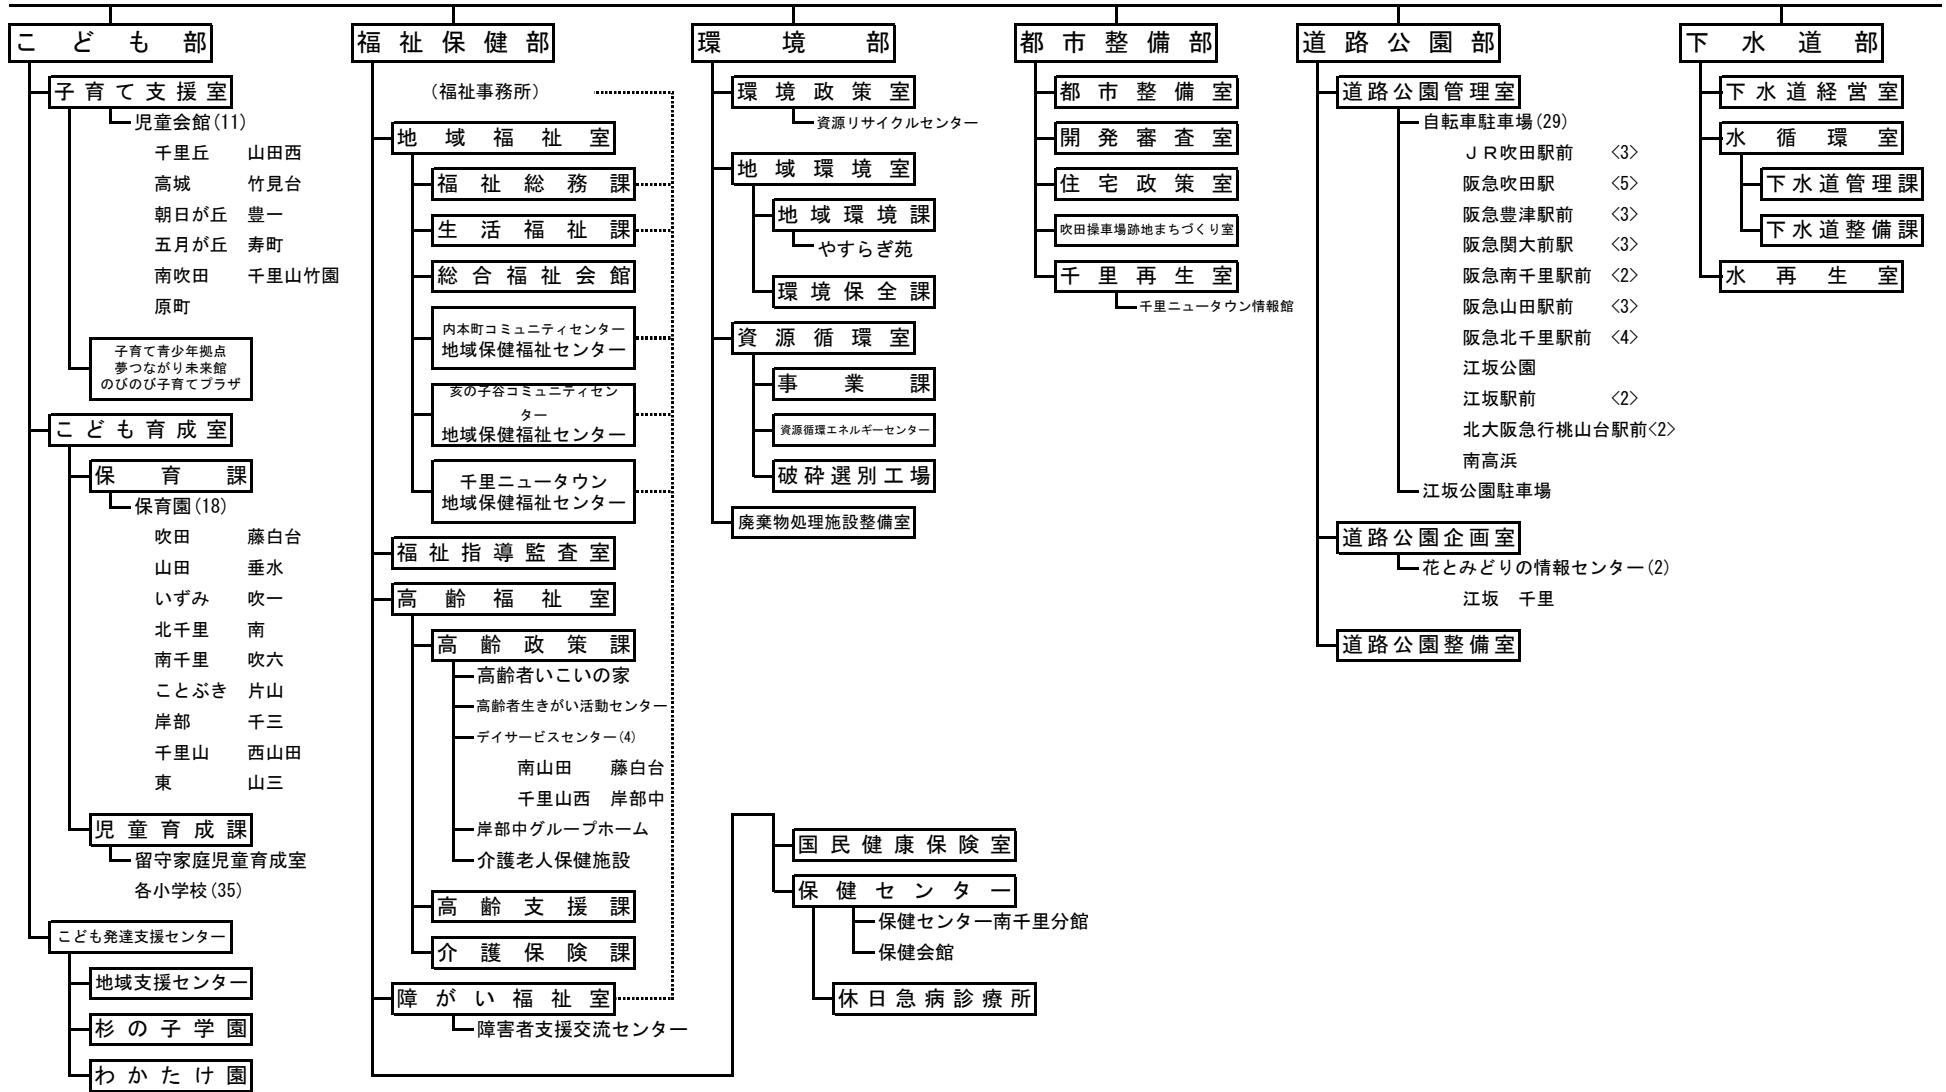 こども部
子育て支援室
児童会館(11)
千里丘 山田西
高城 竹見台
朝日が丘 豊一
五月が丘 寿町
南吹田 千里山竹園
原町
子育て青少年拠点
夢つながり未来館
のびのび子育てプラザ
こども育成室
保育課
保育園(18)
吹田 藤白台
山田 垂水
いずみ 吹一
北千里 南
南千里 吹六
ことぶき 片山
岸部 千三
千里山 西山田
東 山三
児童育成課
留守家庭児童育成室
各小学校(35)
こども発達支援センター
地域支援センター
杉の子学園
わかたけ園
福祉保健部
(福祉事務所)
地域福祉室
福祉総務課
生活福祉課
総合福祉会館
内本町コミュニティセンター
地域保健福祉センター
亥の子谷コミュニティセン
ター
地域保健福祉センター
千里ニュータウン
地域保健福祉センター
福祉指導監査室
高齢福祉室
高齢政策課
高齢者いこいの家
高齢者生きがい活動センター
デイサービスセンター(4)
南山田 藤白台
千里山西 岸部中
岸部中グループホーム
介護老人保健施設
高齢支援課
介護保険課
障がい福祉室
障害者支援交流センター
国民健康保険室
保健センター
保健センター南千里分館
保健会館
休日急病診療所
環境部
環境政策室
資源リサイクルセンター
地域環境室
地域環境課
やすらぎ苑
環境保全課
資源循環室
事業課
資源循環エネルギーセンター
破砕選別工場
廃棄物処理施設整備室
都市整備部
都市整備室
開発審査室
住宅政策室
吹田操車場跡地まちづくり室
千里再生室
千里ニュータウン情報館
道路公園部
道路公園管理室
自転車駐車場(29)
JR吹田駅前 <3>
阪急吹田駅 <5>
阪急豊津駅前 <3>
阪急関大前駅 <3>
阪急南千里駅前 <2>
阪急山田駅前 <3>
阪急北千里駅前 <4>
江坂公園
江坂駅前 <2>
北大阪急行桃山台駅前<2>
南高浜
江坂公園駐車場
道路公園企画室
花とみどりの情報センター(2)
江坂 千里
道路公園整備室
下水道部
下水道経営室
水循環室
下水道管理課
下水道整備課
水再生室